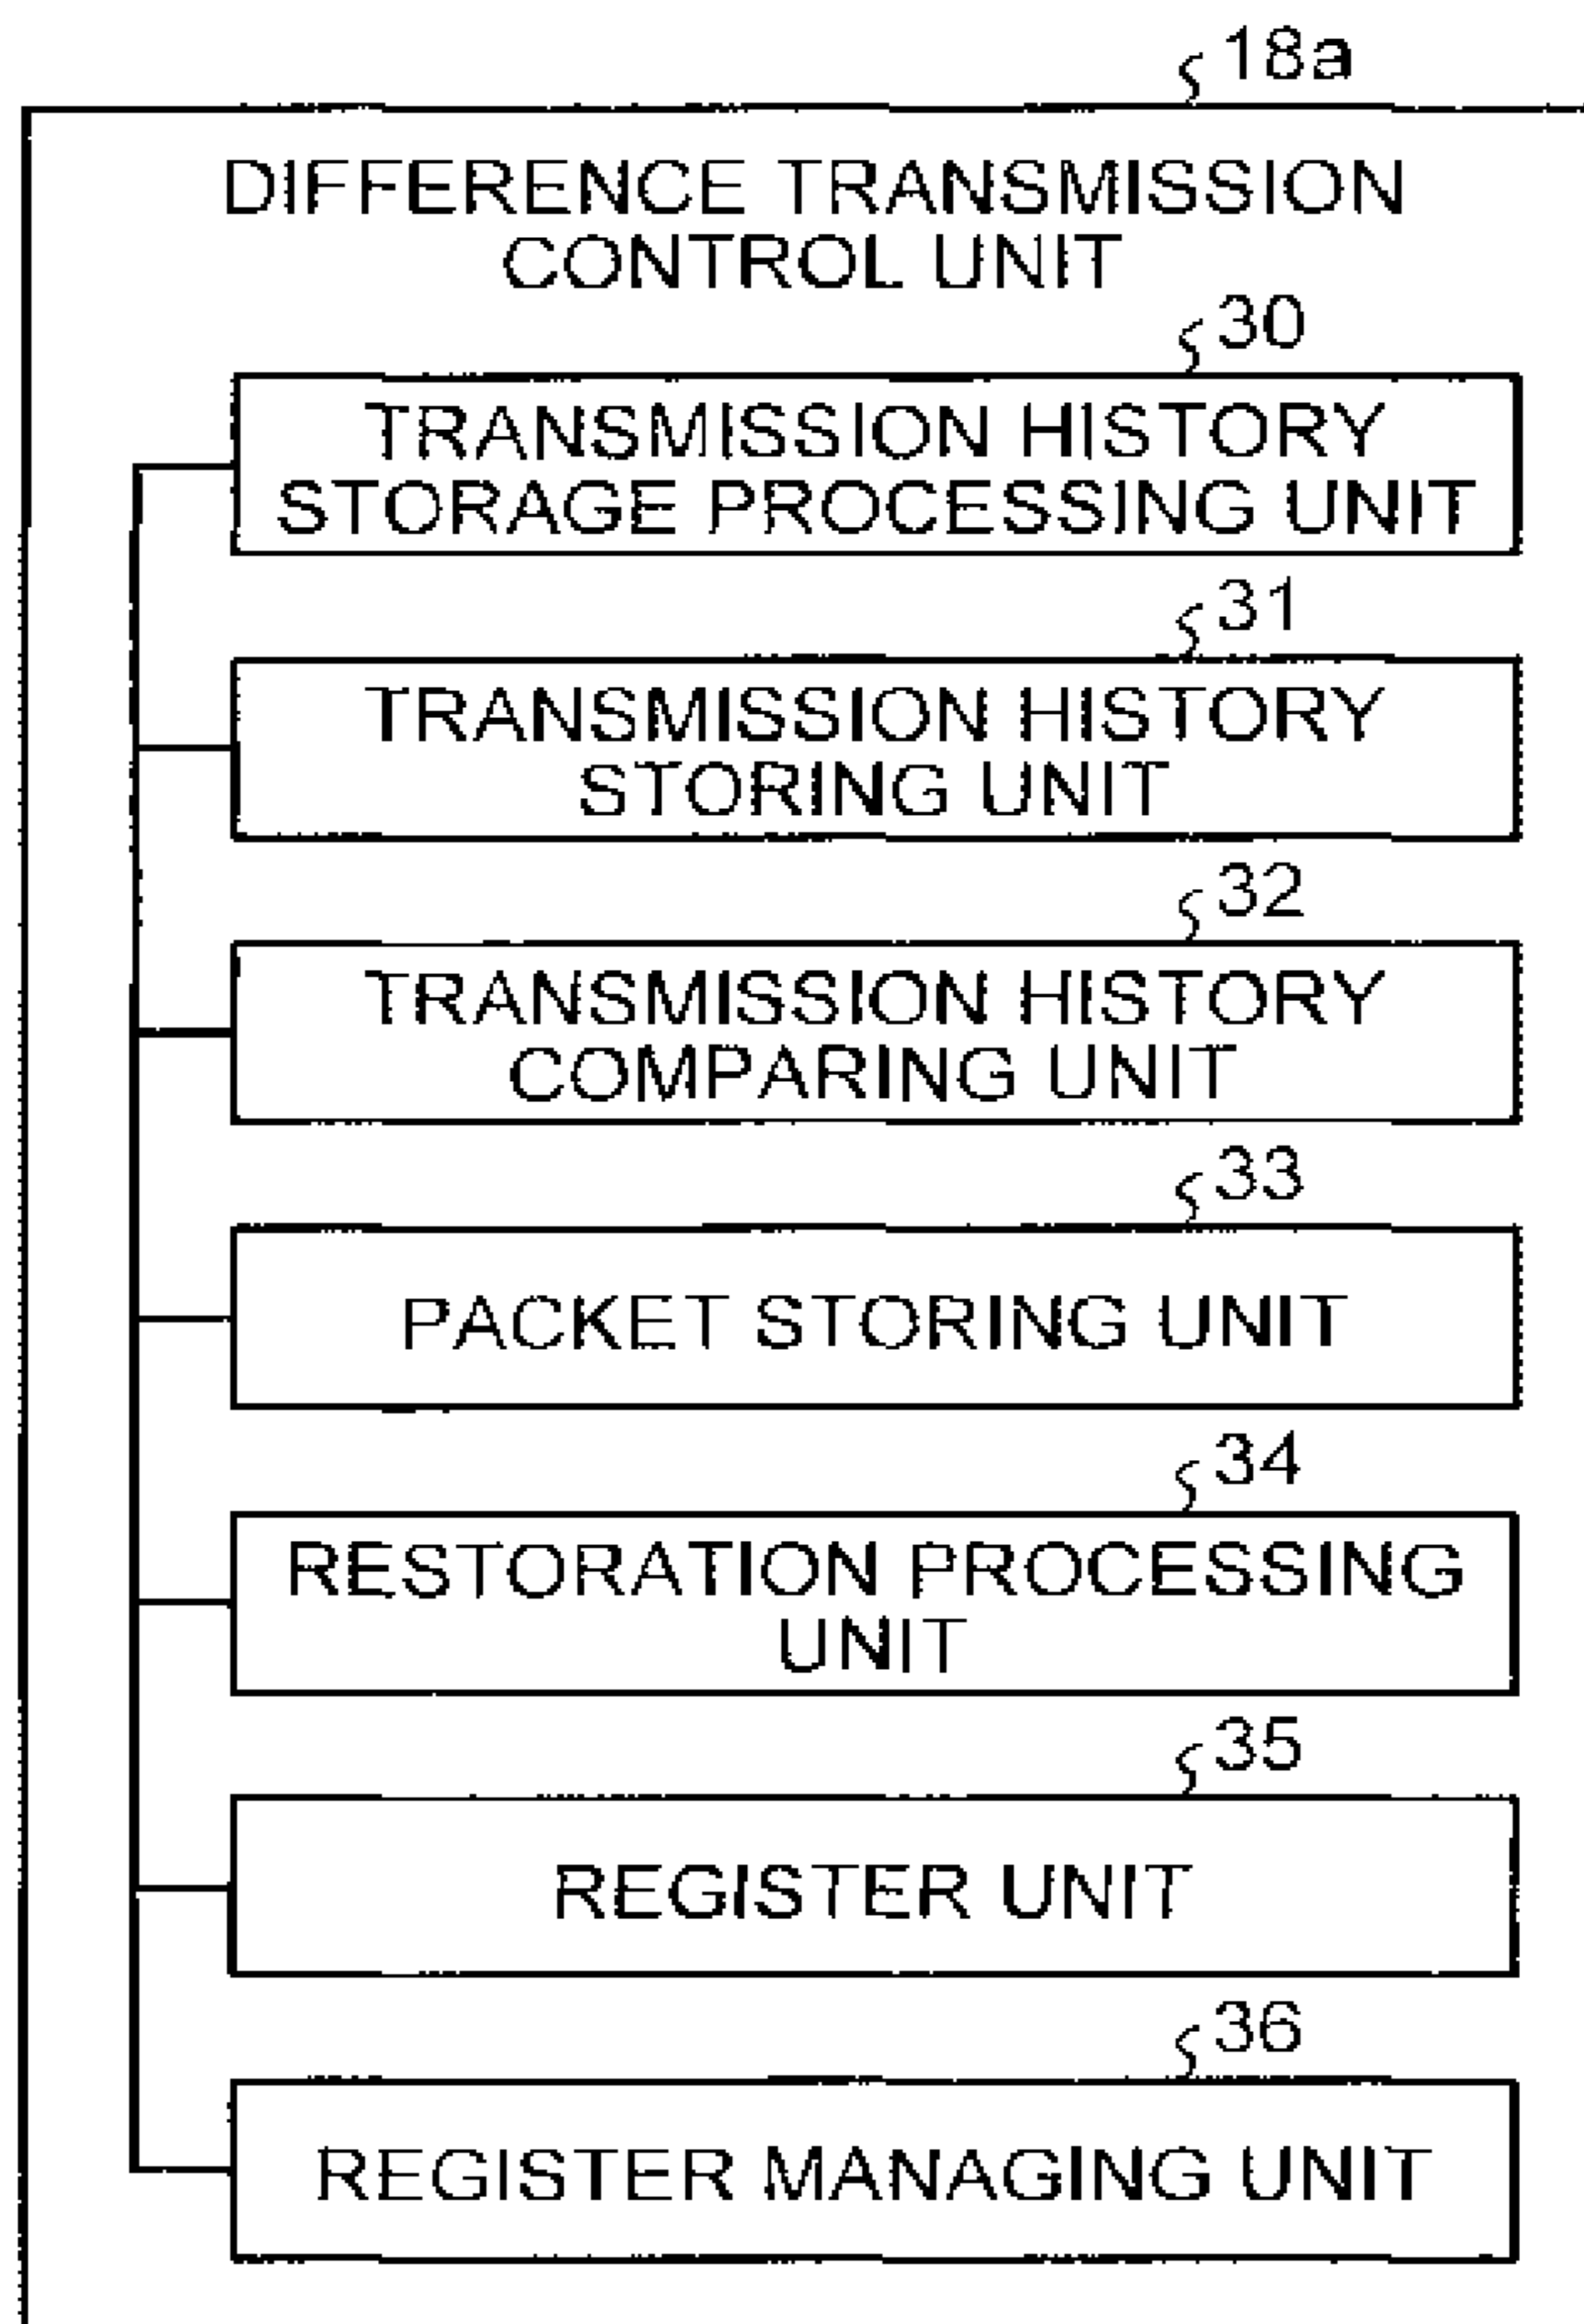 18a
DIFFERENCE TRANSMISSION
CONTROL UNIT
30
TRANSMISSION HISTORY
STORAGE PROCESSING UNIT
31
TRANSMISSION HISTORY
STORING UNIT
32
TRANSMISSION HISTORY
COMPARING UNIT
33
PACKET STORING UNIT
34
RESTORATION PROCESSING
UNIT
35
REGISTER UNIT
36
REGISTER MANAGING UNIT